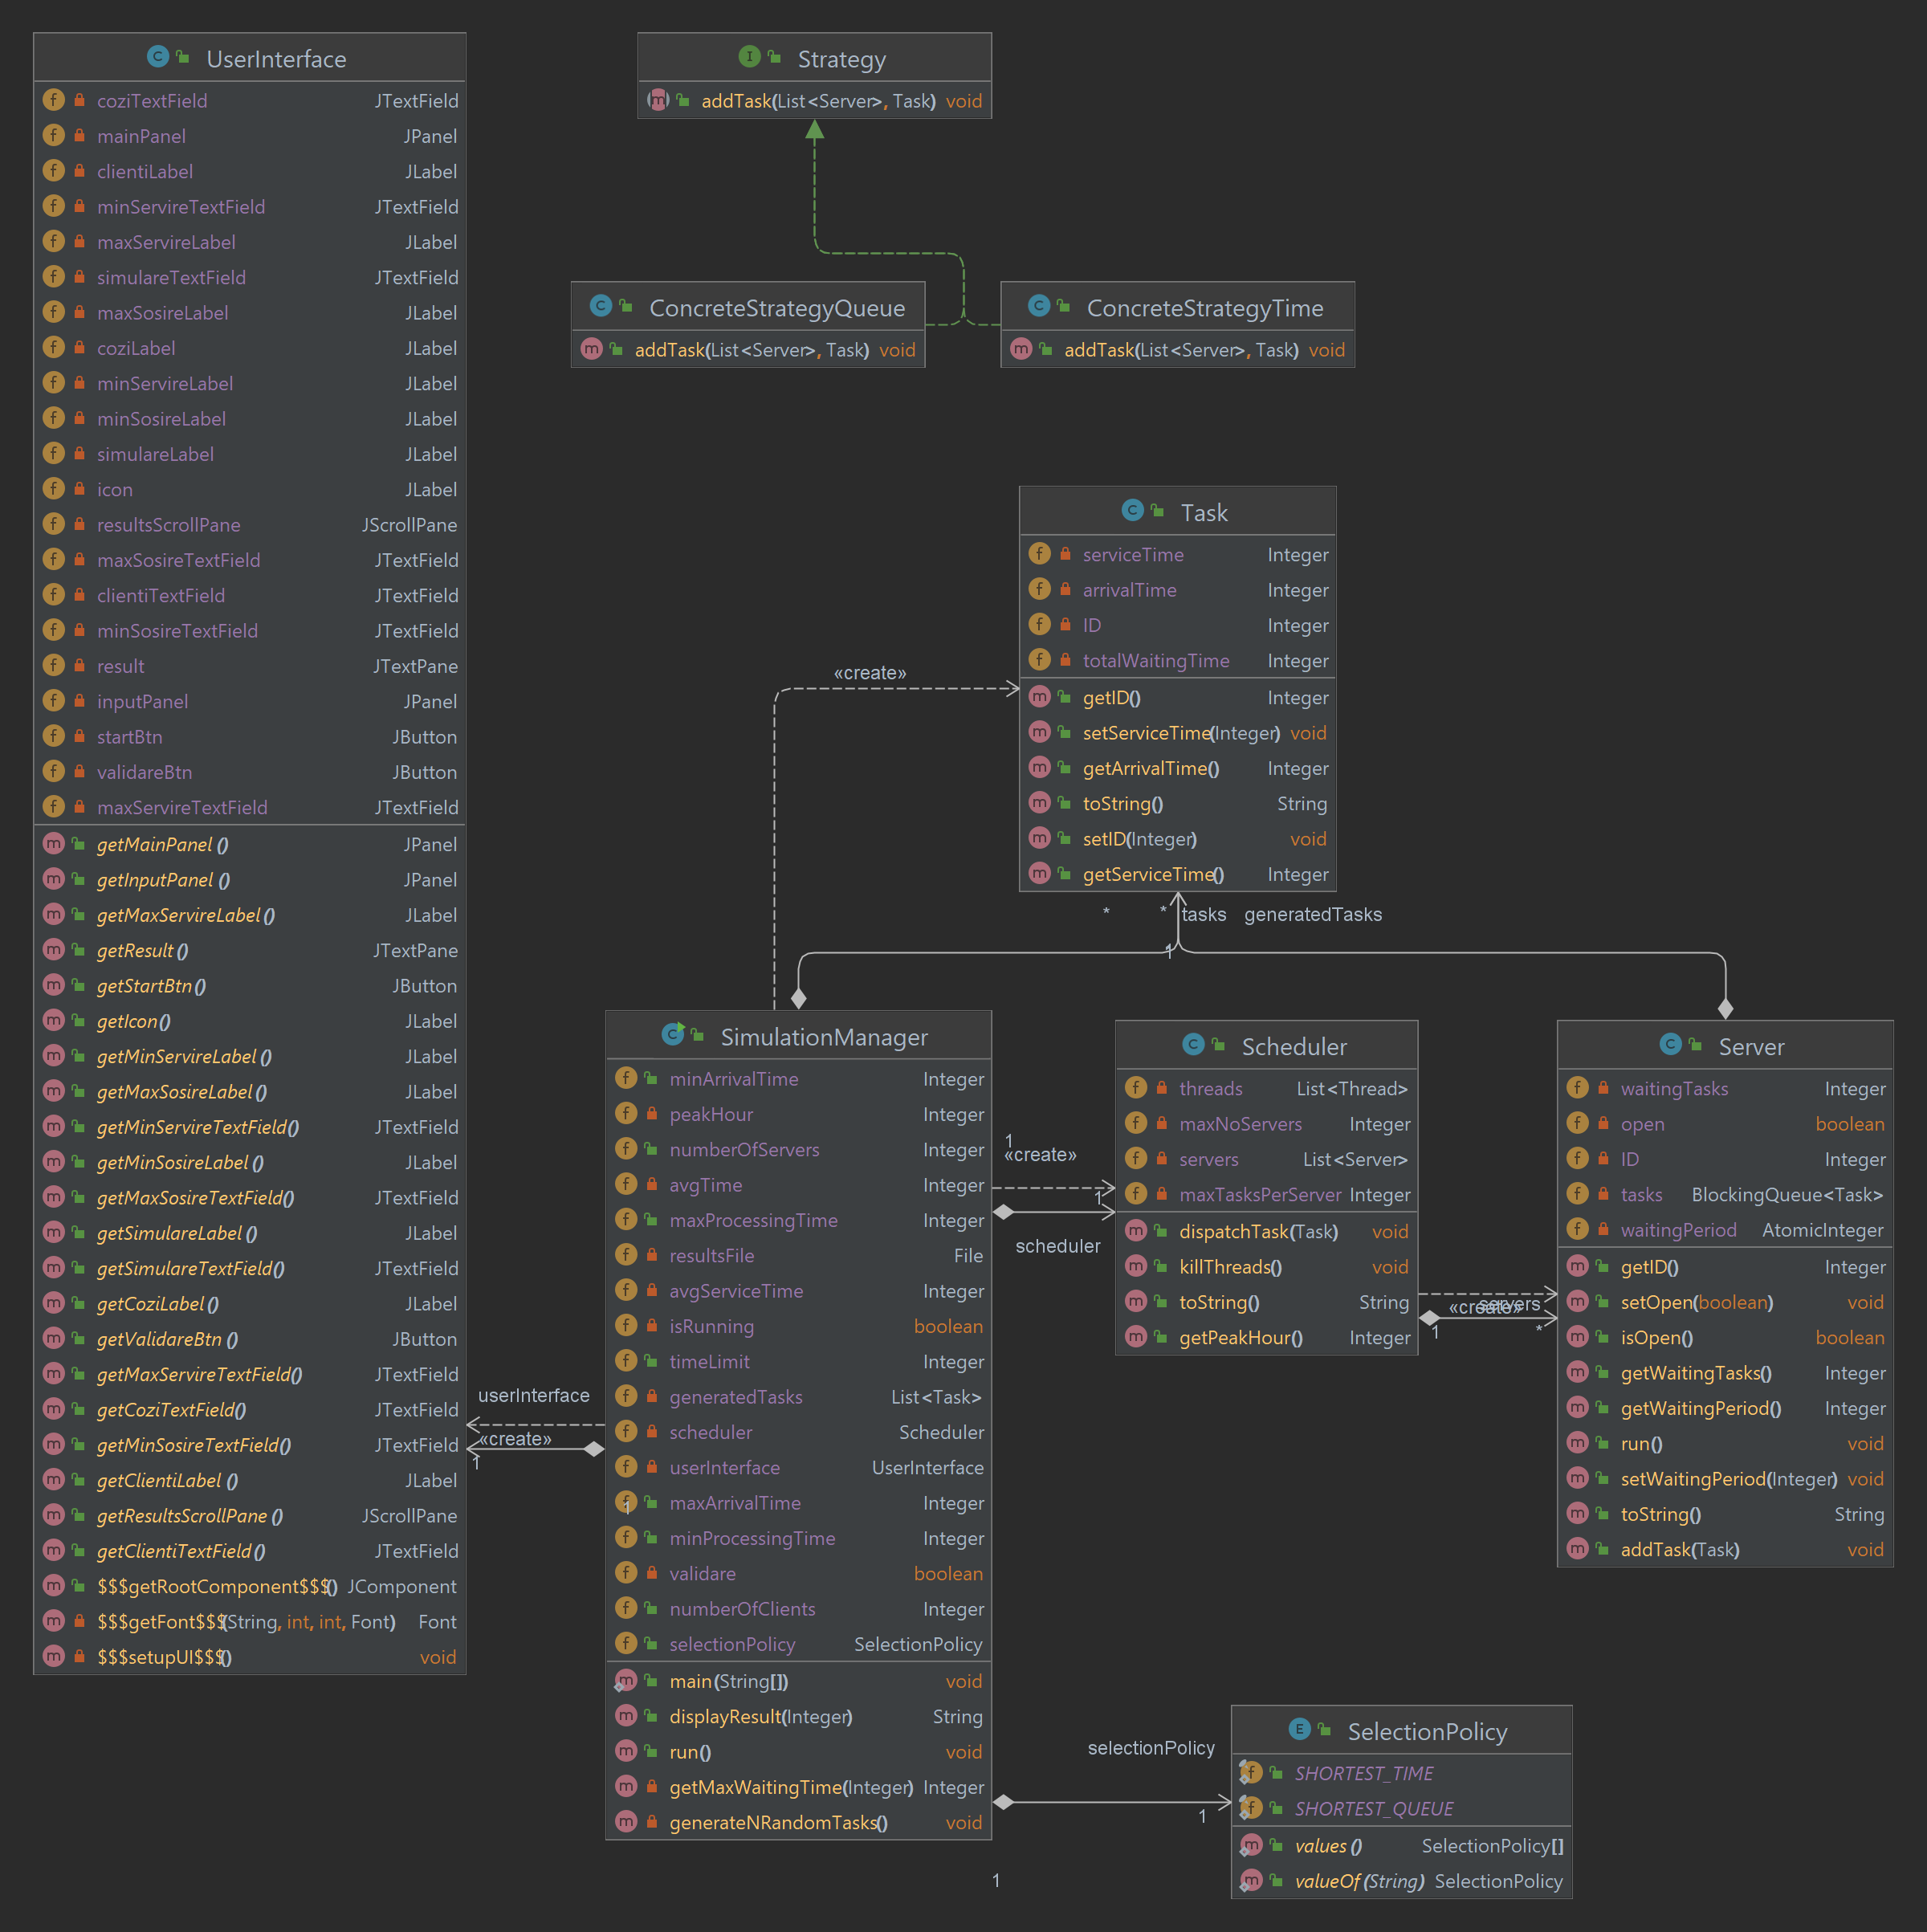 UserInterface
coziTextField JTextField
mainPanel JPanel
clientiLabel JLabel
minServireTextField JTextField
maxServireLabel JLabel
simulareTextField JTextField
maxSosireLabel JLabel
coziLabel JLabel
minServireLabel JLabel
minSosireLabel JLabel
simulareLabel JLabel
icon JLabel
resultsScrollPane JScrollPane
maxSosireTextField JTextField
clientiTextField JTextField
minSosireTextField JTextField
result JTextPane
inputPanel JPanel
startBtn JButton
validareBtn JButton
maxServireTextField JTextField
getMainPanel () JPanel
getInputPanel () JPanel
getMaxServireLabel () JLabel
getResult () JTextPane
getStartBtn () JButton
getIcon() JLabel
getMinServireLabel () JLabel
getMaxSosireLabel () JLabel
getMinServireTextField() JTextField
getMinSosireLabel () JLabel
getMaxSosireTextField() JTextField
getSimulareLabel () JLabel
getSimulareTextField() JTextField
getCoziLabel () JLabel
getValidareBtn () JButton
getMaxServireTextField() JTextField
getCoziTextField() JTextField
getMinSosireTextField() JTextField
getClientiLabel () JLabel
getResultsScrollPane () JScrollPane
getClientiTextField() JTextField
$$$getRootComponent$$$() JComponent
$$$getFont$$$(String, int, int, Font) Font
$$$setupUI$$$() void
Strategy
addTask(List<Server>, Task) void
ConcreteStrategyQueue
addTask(List<Server>, Task) void
ConcreteStrategyTime
addTask(List<Server>, Task) void
Task
serviceTime Integer
arrivalTime Integer
ID Integer
totalWaitingTime Integer
getID() Integer
setServiceTime(Integer) void
getArrivalTime() Integer
toString() String
setID(Integer) void
getServiceTime() Integer
«create»
* * tasks generatedTasks
1
SimulationManager
minArrivalTime Integer
peakHour Integer
numberOfServers Integer
avgTime Integer
maxProcessingTime Integer
resultsFile File
avgServiceTime Integer
isRunning boolean
timeLimit Integer
generatedTasks List<Task>
scheduler Scheduler
userInterface UserInterface
maxArrivalTime Integer
minProcessingTime Integer
validare boolean
numberOfClients Integer
selectionPolicy SelectionPolicy
main(String[]) void
displayResult(Integer) String
run() void
getMaxWaitingTime(Integer) Integer
generateNRandomTasks() void
1
userInterface
«create»
1
1
«create»
1
scheduler
Scheduler
threads List<Thread>
maxNoServers Integer
servers List<Server>
maxTasksPerServer Integer
dispatchTask(Task) void
killThreads() void
toString() String
getPeakHour() Integer
«create» servers
1 *
Server
waitingTasks Integer
open boolean
ID Integer
tasks BlockingQueue<Task>
waitingPeriod AtomicInteger
getID() Integer
setOpen(boolean) void
isOpen() boolean
getWaitingTasks() Integer
getWaitingPeriod() Integer
run() void
setWaitingPeriod(Integer) void
toString() String
addTask(Task) void
selectionPolicy
1
1
SelectionPolicy
SHORTEST_TIME
SHORTEST_QUEUE
values () SelectionPolicy[]
valueOf(String) SelectionPolicy